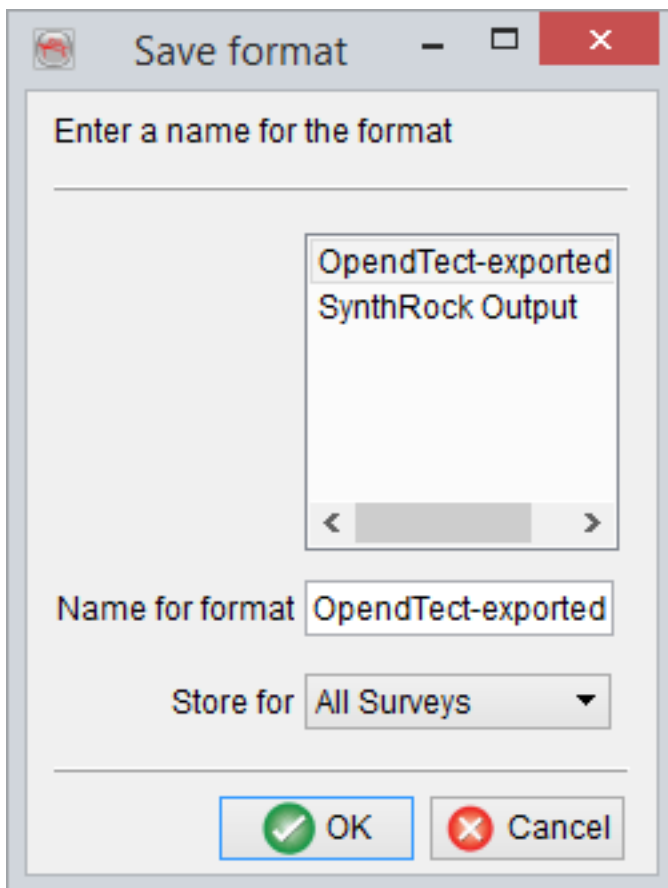 Save format
Enter a name for the format
OpendTect-exported
SynthRock Output
Name for format OpendTect-exported
Store for All Surveys
OK Cancel